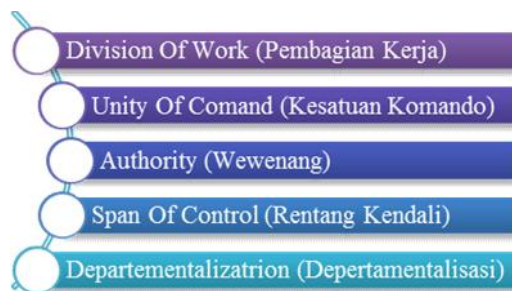 Division Of Work (Pembagian Kerja)
Unity Of Comand (Kesatuan Komando)
Authority (Wewenang)
Span Of Control (Rentang Kendali)
Departementalizatrion (Depertamentalisasi)